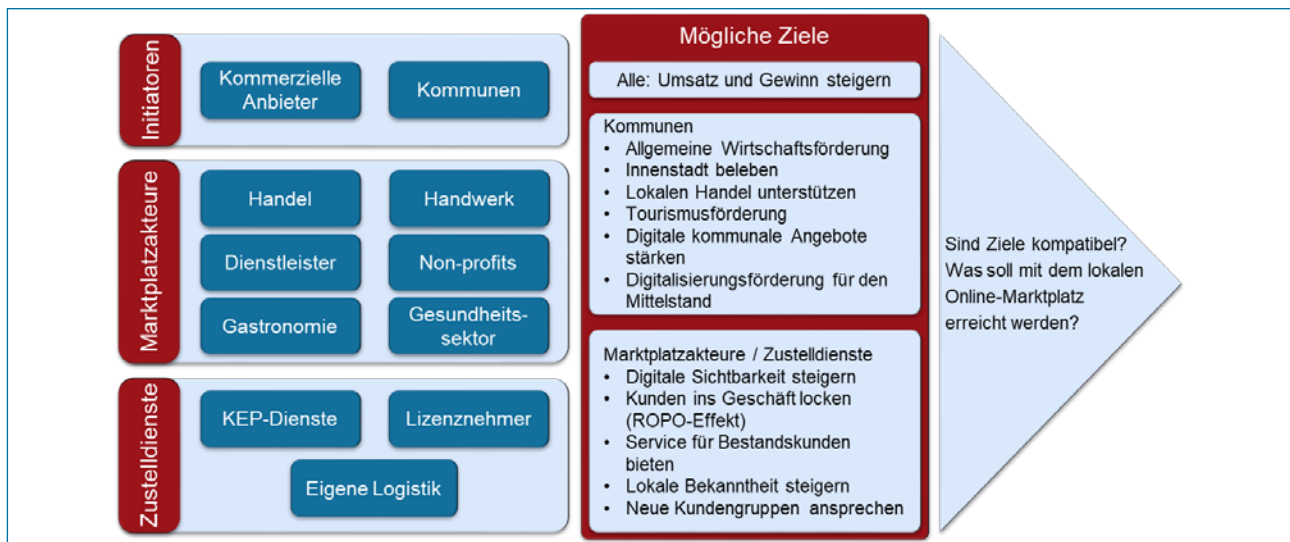 Initiatoren
Kommerzielle
Anbieter
Kommunen
Marktplatzakteure
Handel
Handwerk
Dienstleister
Non-profits
Gastronomie
Gesundheits-
sektor
Zustelldienste
KEP-Dienste
Lizenznehmer
Eigene Logistik
Mögliche Ziele
Alle: Umsatz und Gewinn steigern
Kommunen
• Allgemeine Wirtschaftsförderung
• Innenstadt beleben
• Lokalen Handel unterstützen
• Tourismusförderung
• Digitale kommunale Angebote
stärken
• Digitalisierungsförderung für den
Mittelstand
Marktplatzakteure / Zustelldienste
• Digitale Sichtbarkeit steigern
• Kunden ins Geschäft locken
(ROPO-Effekt)
• Service für Bestandskunden
bieten
• Lokale Bekanntheit steigern
• Neue Kundengruppen ansprechen
Sind Ziele kompatibel?
Was soll mit dem lokalen
Online-Marktplatz
erreicht werden?